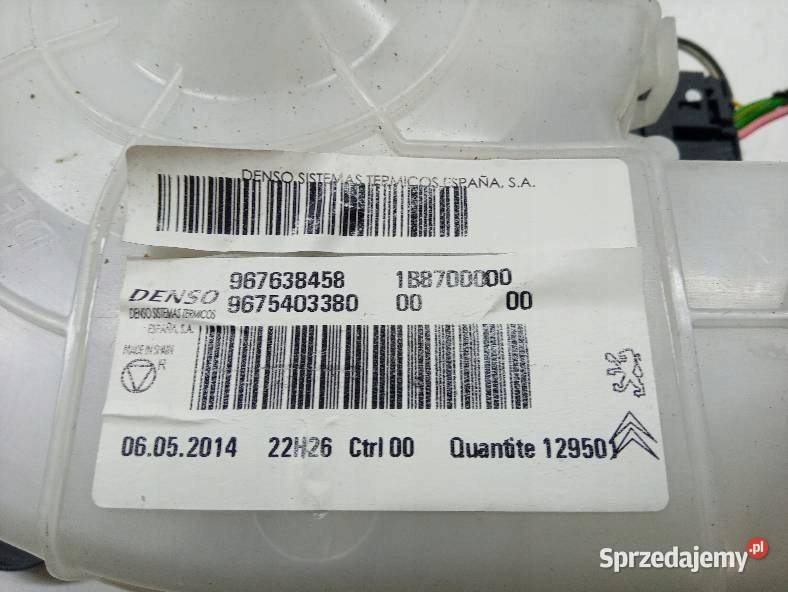 DENSO SISTEMAS TERMICOS ESPAÑA, S.A.
967638458 1B8700000
DENSO 9675403380 00 00
DENSO SISTEMAS TERMICOS
ESPAÑA, S.A.
MADE IN SPAIN
R
06.05.2014 22H26 Ctrl 00 Quantite 129501
Sprzedajemy.pl